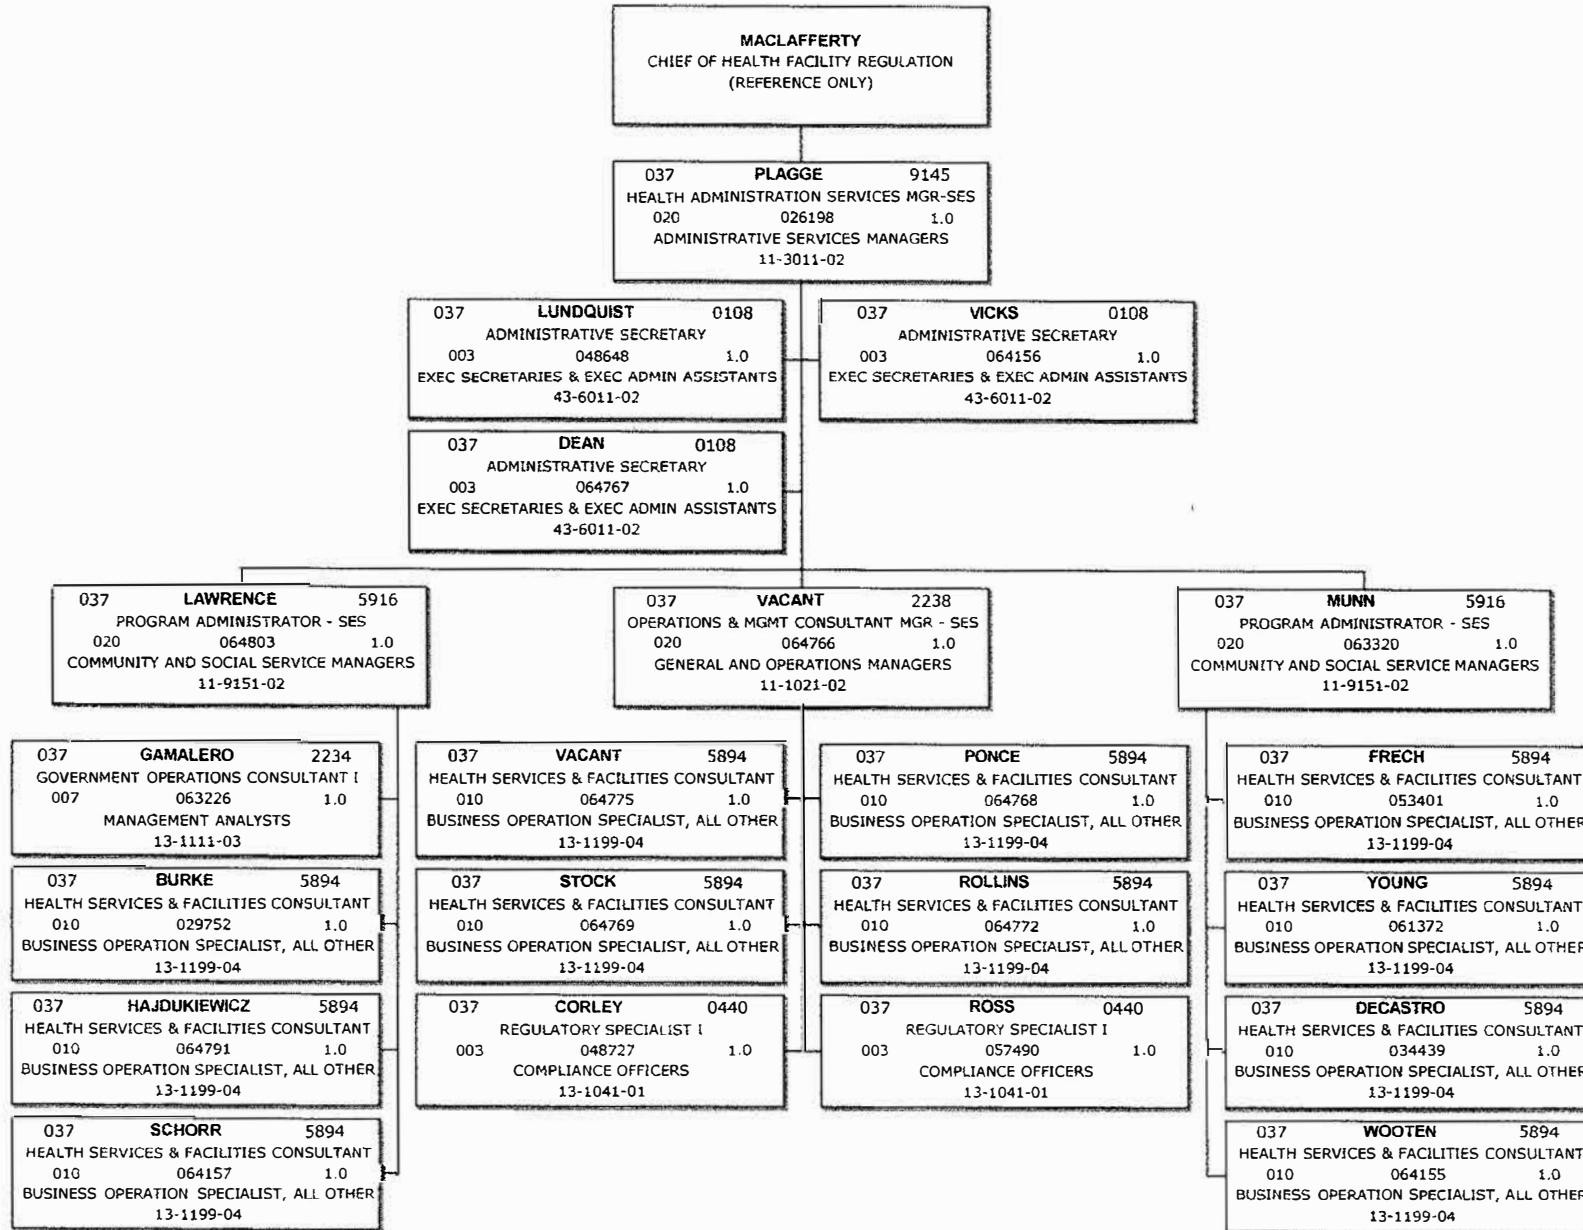 MACLAFFERTY
CHIEF OF HEALTH FACILITY REGULATION
(REFERENCE ONLY)
037 PLAGGE 9145
HEALTH ADMINISTRATION SERVICES MGR-SES
020 026198 1.0
ADMINISTRATIVE SERVICES MANAGERS
11-3011-02
037 LUNDQUIST 0108
ADMINISTRATIVE SECRETARY
003 048648 1.0
EXEC SECRETARIES & EXEC ADMIN ASSISTANTS
43-6011-02
037 VICKS 0108
ADMINISTRATIVE SECRETARY
003 064156 1.0
EXEC SECRETARIES & EXEC ADMIN ASSISTANTS
43-6011-02
037 DEAN 0108
ADMINISTRATIVE SECRETARY
003 064767 1.0
EXEC SECRETARIES & EXEC ADMIN ASSISTANTS
43-6011-02
037 LAWRENCE 5916
PROGRAM ADMINISTRATOR - SES
020 064803 1.0
COMMUNITY AND SOCIAL SERVICE MANAGERS
11-9151-02
037 VACANT 2238
OPERATIONS & MGMT CONSULTANT MGR - SES
020 064766 1.0
GENERAL AND OPERATIONS MANAGERS
11-1021-02
037 MUNN 5916
PROGRAM ADMINISTRATOR - SES
020 063320 1.0
COMMUNITY AND SOCIAL SERVICE MANAGERS
11-9151-02
037 GAMALERO 2234
GOVERNMENT OPERATIONS CONSULTANT I
007 063226 1.0
MANAGEMENT ANALYSTS
13-1111-03
037 VACANT 5894
HEALTH SERVICES & FACILITIES CONSULTANT
010 064775 1.0
BUSINESS OPERATION SPECIALIST, ALL OTHER
13-1199-04
037 PONCE 5894
HEALTH SERVICES & FACILITIES CONSULTANT
010 064768 1.0
BUSINESS OPERATION SPECIALIST, ALL OTHER
13-1199-04
037 FRECH 5894
HEALTH SERVICES & FACILITIES CONSULTANT
010 053401 1.0
BUSINESS OPERATION SPECIALIST, ALL OTHER
13-1199-04
037 BURKE 5894
HEALTH SERVICES & FACILITIES CONSULTANT
010 029752 1.0
BUSINESS OPERATION SPECIALIST, ALL OTHER
13-1199-04
037 STOCK 5894
HEALTH SERVICES & FACILITIES CONSULTANT
010 064769 1.0
BUSINESS OPERATION SPECIALIST, ALL OTHER
13-1199-04
037 ROLLINS 5894
HEALTH SERVICES & FACILITIES CONSULTANT
010 064772 1.0
BUSINESS OPERATION SPECIALIST, ALL OTHER
13-1199-04
037 YOUNG 5894
HEALTH SERVICES & FACILITIES CONSULTANT
010 061372 1.0
BUSINESS OPERATION SPECIALIST, ALL OTHER
13-1199-04
037 HAJDUKIEWICZ 5894
HEALTH SERVICES & FACILITIES CONSULTANT
010 064791 1.0
BUSINESS OPERATION SPECIALIST, ALL OTHER
13-1199-04
037 CORLEY 0440
REGULATORY SPECIALIST I
003 048727 1.0
COMPLIANCE OFFICERS
13-1041-01
037 ROSS 0440
REGULATORY SPECIALIST I
003 057490 1.0
COMPLIANCE OFFICERS
13-1041-01
037 DECASTRO 5894
HEALTH SERVICES & FACILITIES CONSULTANT
010 034439 1.0
BUSINESS OPERATION SPECIALIST, ALL OTHER
13-1199-04
037 SCHORR 5894
HEALTH SERVICES & FACILITIES CONSULTANT
010 064157 1.0
BUSINESS OPERATION SPECIALIST, ALL OTHER
13-1199-04
037 WOOTEN 5894
HEALTH SERVICES & FACILITIES CONSULTANT
010 064155 1.0
BUSINESS OPERATION SPECIALIST, ALL OTHER
13-1199-04